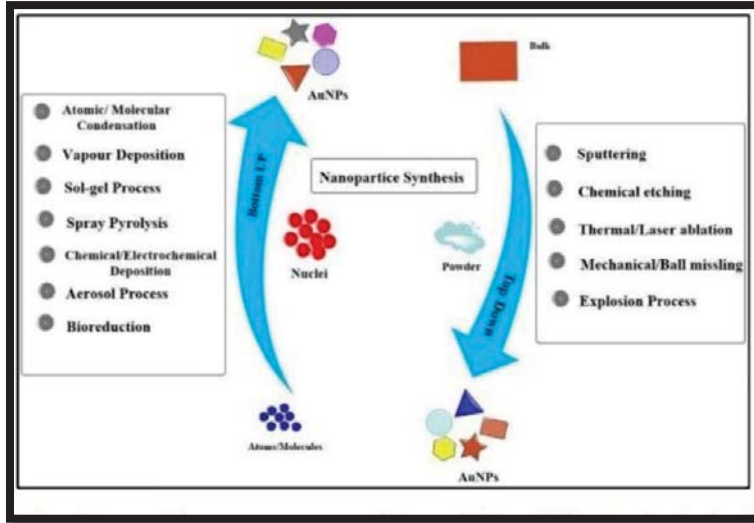 AuNPs
Bulk
Atomic/ Molecular
Condensation
Vapour Deposition
Sol-gel Process
Spray Pyrolysis
Chemical/Electrochemical
Deposition
Aerosol Process
Bioreduction
Bottom UP
Nanopartice Synthesis
Nuclei
Powder
Top Down
Sputtering
Chemical etching
Thermal/Laser ablation
Mechanical/Ball missling
Explosion Process
Atoms/Molecules
AuNPs